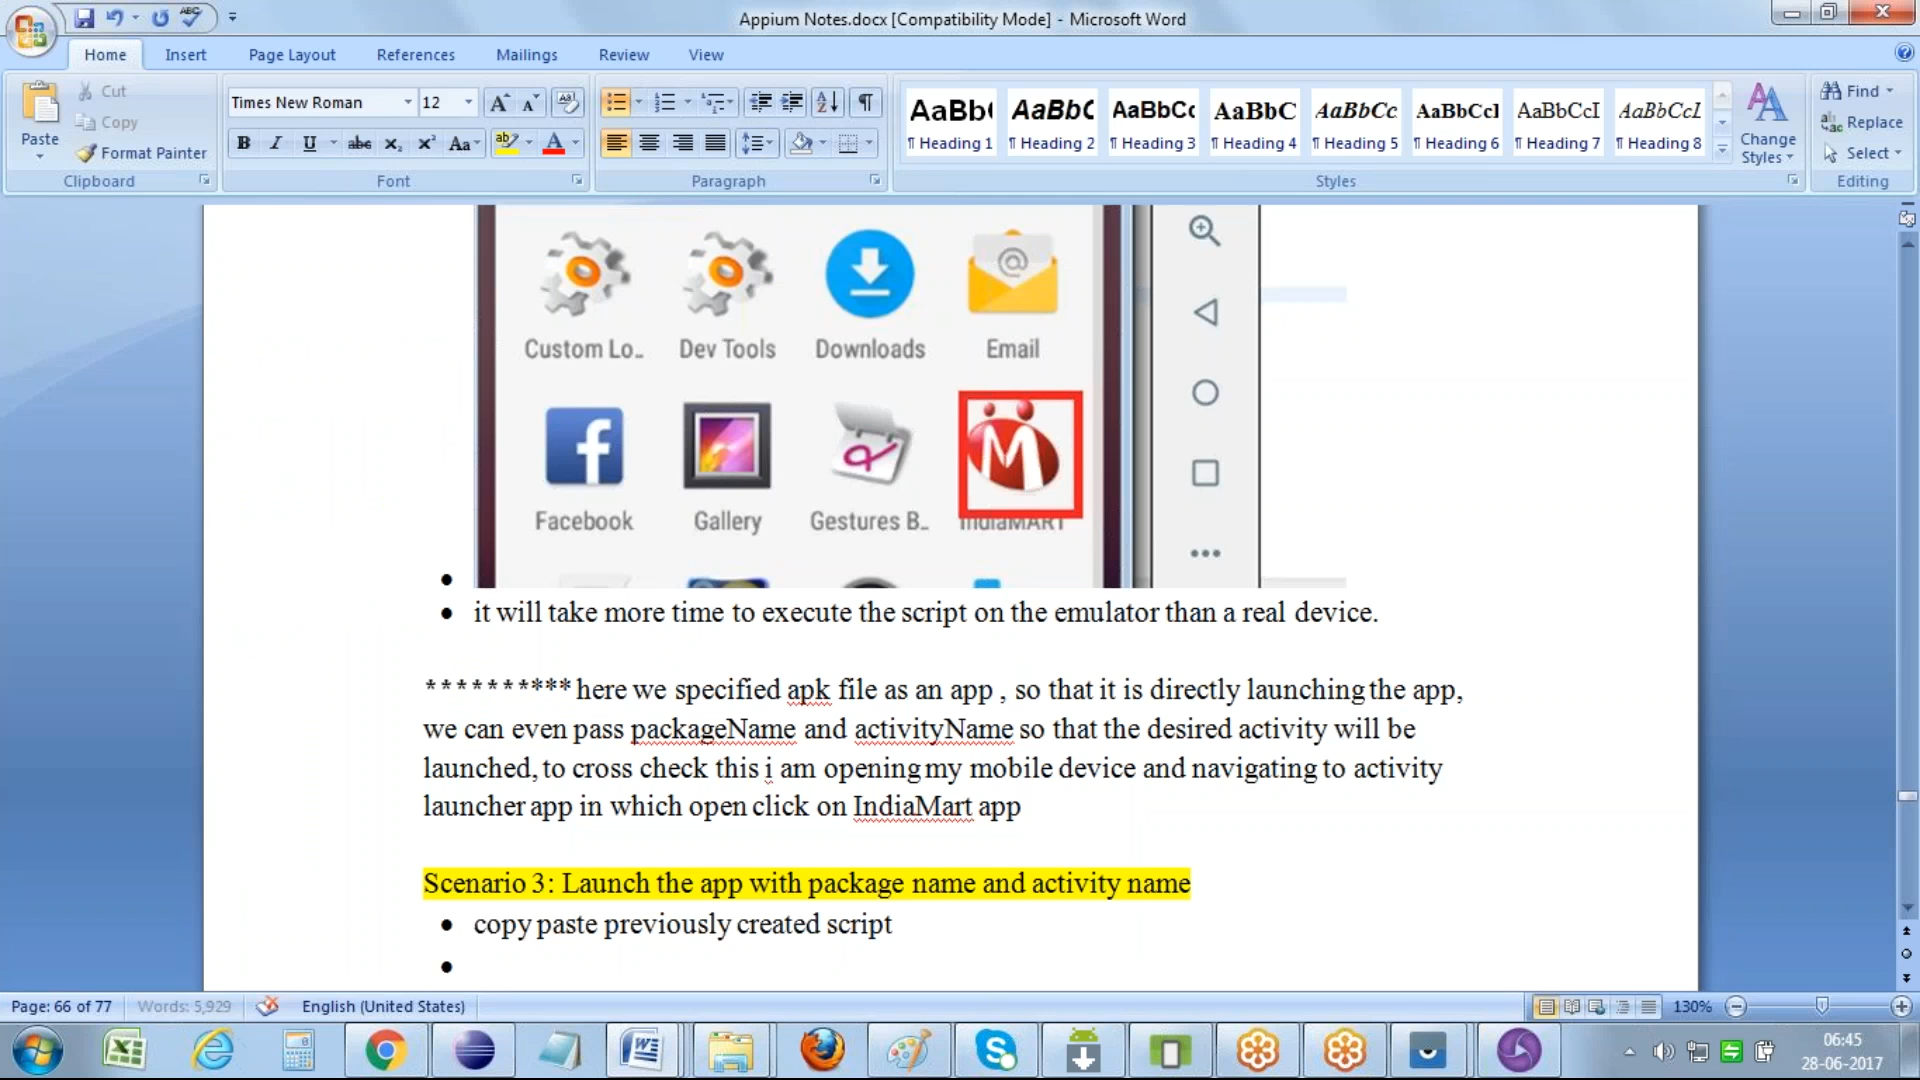 Appium Notes.docx [Compatibility Mode] - Microsoft Word
Home Insert Page Layout References Mailings Review View
Paste
Cut
Copy
Format Painter
Clipboard
Times New Roman 12
B I U abc x₂ x² Aa ab A
Font
Paragraph
AaBb( AaBbC AaBbCc AaBbC AaBbCc AaBbCcI AaBbCcI AaBbCcI
¶ Heading 1 ¶ Heading 2 ¶ Heading 3 ¶ Heading 4 ¶ Heading 5 ¶ Heading 6 ¶ Heading 7 ¶ Heading 8
Styles
Change Styles
Find
Replace
Select
Editing
Custom Lo.. Dev Tools Downloads Email
Facebook Gallery Gestures B.. IndiaMART
• it will take more time to execute the script on the emulator than a real device.
********** here we specified apk file as an app , so that it is directly launching the app,
we can even pass packageName and activityName so that the desired activity will be
launched, to cross check this i am opening my mobile device and navigating to activity
launcher app in which open click on IndiaMart app
Scenario 3: Launch the app with package name and activity name
• copy paste previously created script
Page: 66 of 77 Words: 5,929 English (United States) 130%
06:45
28-06-2017